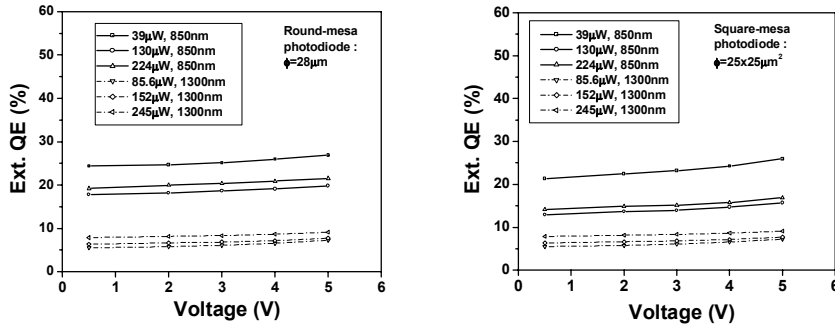 60
50
40
30
20
10
0
Ext. QE (%)
39μW, 850nm
130μW, 850nm
224μW, 850nm
85.6μW, 1300nm
152μW, 1300nm
245μW, 1300nm
Round-mesa
photodiode :
ϕ=28μm
0 1 2 3 4 5 6
Voltage (V)
60
50
40
30
20
10
0
Ext. QE (%)
39μW, 850nm
130μW, 850nm
224μW, 850nm
85.6μW, 1300nm
152μW, 1300nm
245μW, 1300nm
Square-mesa
photodiode :
ϕ=25x25μm²
0 1 2 3 4 5 6
Voltage (V)